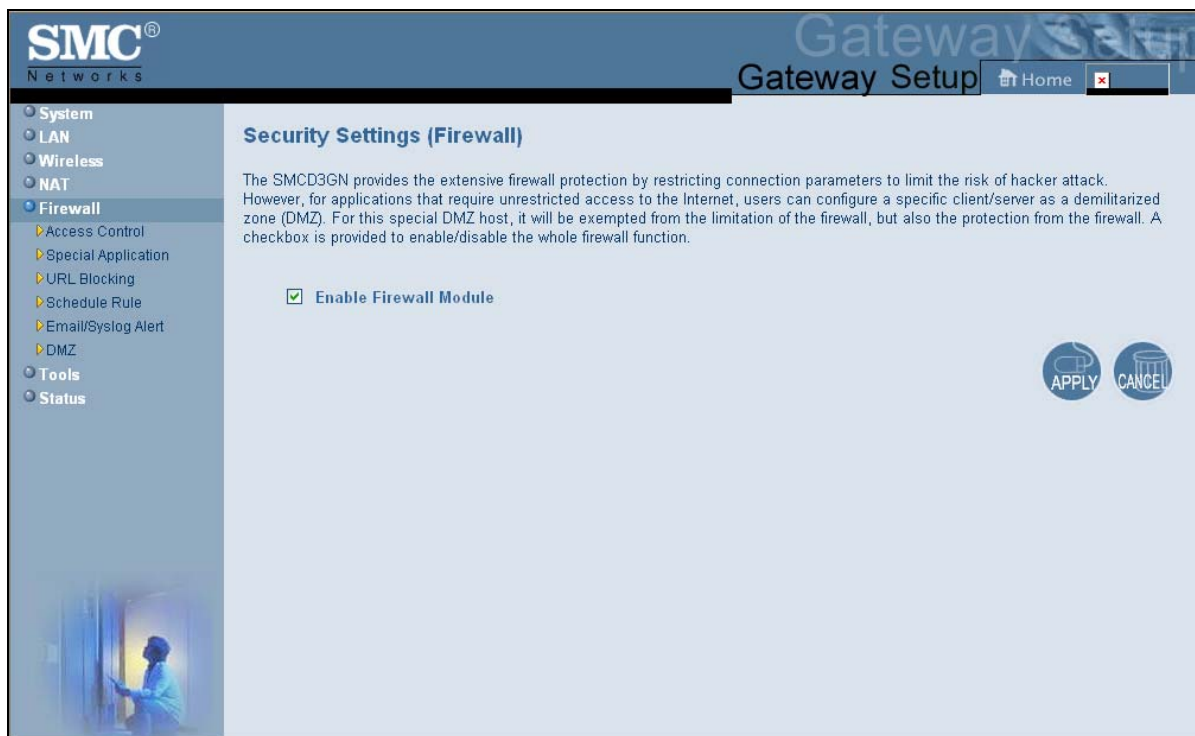 SMC®
Networks
Gateway Setup
Gateway Setup
Home
System
LAN
Wireless
NAT
Firewall
Access Control
Special Application
URL Blocking
Schedule Rule
Email/Syslog Alert
DMZ
Tools
Status
Security Settings (Firewall)
The SMCD3GN provides the extensive firewall protection by restricting connection parameters to limit the risk of hacker attack.
However, for applications that require unrestricted access to the Internet, users can configure a specific client/server as a demilitarized
zone (DMZ). For this special DMZ host, it will be exempted from the limitation of the firewall, but also the protection from the firewall. A
checkbox is provided to enable/disable the whole firewall function.
Enable Firewall Module
APPLY
CANCEL